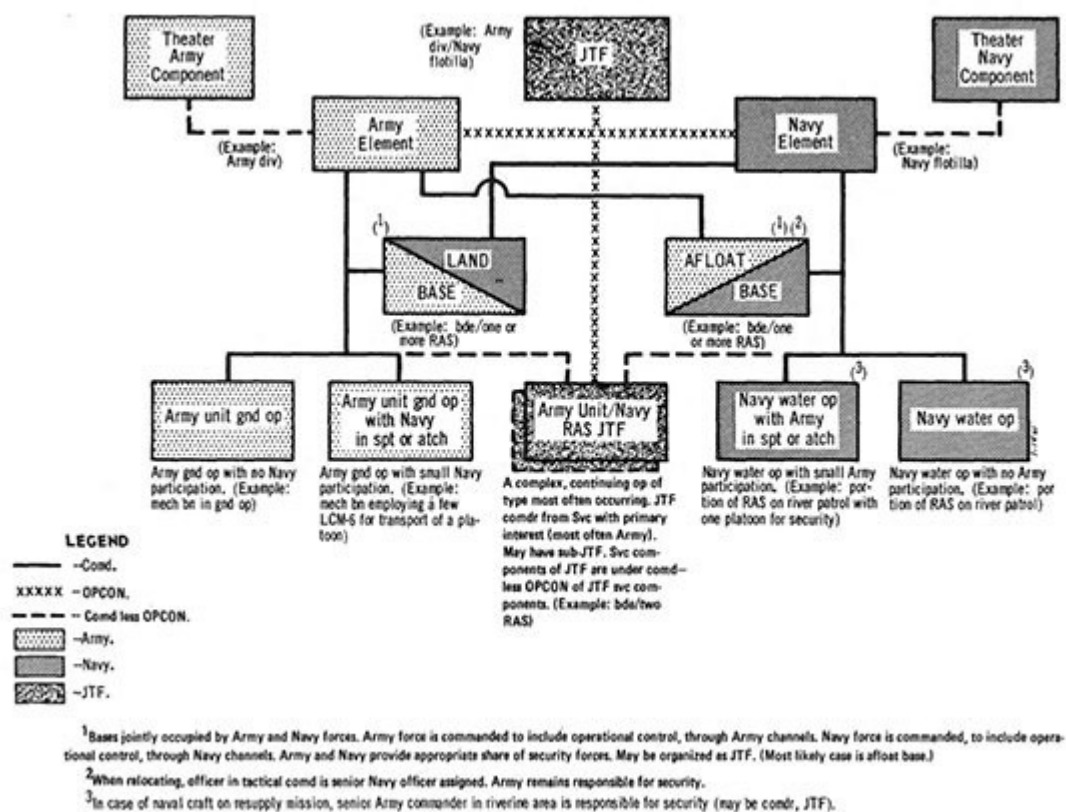 Theater
Army
Component
(Example: Army
div/Navy
flotilla)
JTF
Theater
Navy
Component
Army
Element
Navy
Element
(Example:
Army div)
(Example:
Navy flotilla)
(1)
LAND
BASE
(1)(2)
AFLOAT
BASE
(Example: bde/one or
more RAS)
(Example: bde/one
or more RAS)
Army unit gnd op
Army unit gnd op
with Navy
in spt or atch
Army Unit/Navy
RAS JTF
(3)
Navy water op
with Army
in spt or atch
(3)
Navy water op
Army gnd op with no Navy
participation. (Example:
mech bn in gnd op)
Army gnd op with small Navy
participation. (Example:
mech bn employing a few
LCM-6 for transport of a pla-
toon)
A complex, continuing op of
type most often occurring. JTF
comdr from Svc with primary
interest (most often Army).
May have sub-JTF. Svc com-
ponents of JTF are under comd—
less OPCON of JTF svc com-
ponents. (Example: bde/two
RAS)
Navy water op with small Army
participation. (Example: por-
tion of RAS on river patrol with
one platoon for security)
Navy water op with no Army
participation. (Example: por
tion of RAS on river patrol)
LEGEND
—Comd.
XXXXX — OPCON.
— Comd less OPCON.
—Army.
—Navy.
—JTF.
1Bases jointly occupied by Army and Navy forces. Army force is commanded to include operational control, through Army channels. Navy force is commanded, to include opera-
tional control, through Navy channels. Army and Navy provide appropriate share of security forces. May be organized as JTF. (Most likely case is afloat base.)
2When relocating, officer in tactical comd is senior Navy officer assigned. Army remains responsible for security.
3In case of naval craft on resupply mission, senior Army commander in riverine area is responsible for security (may be comdr, JTF).